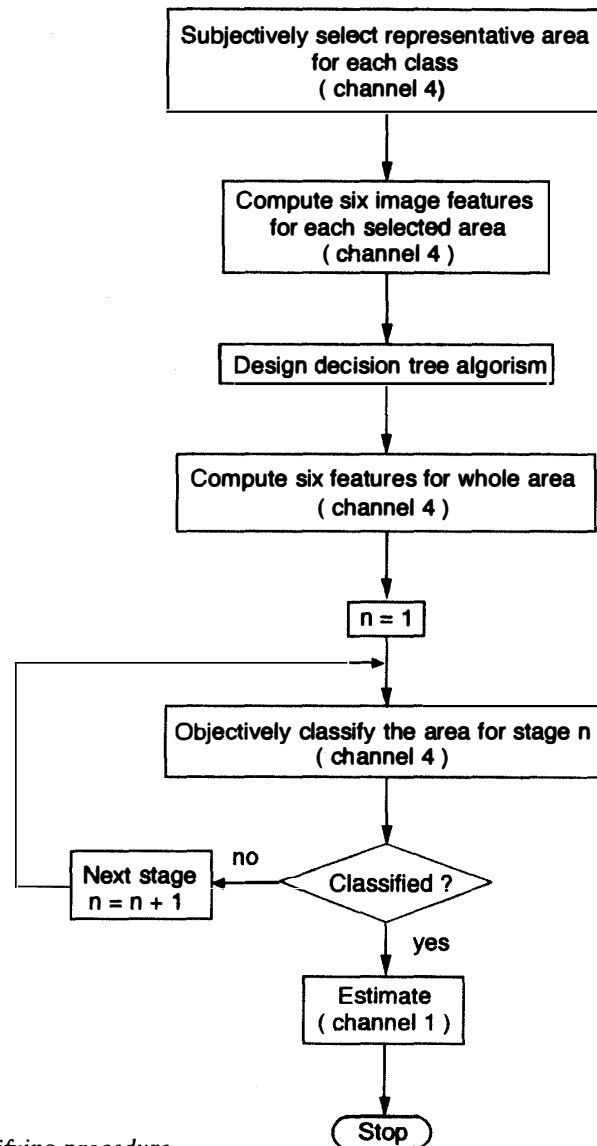 Subjectively select representative area
for each class
( channel 4)
Compute six image features
for each selected area
( channel 4 )
Design decision tree algorism
Compute six features for whole area
( channel 4 )
n = 1
Objectively classify the area for stage n
( channel 4 )
Classified ?
no
Next stage
n = n + 1
yes
Estimate
( channel 1 )
Stop
procedure